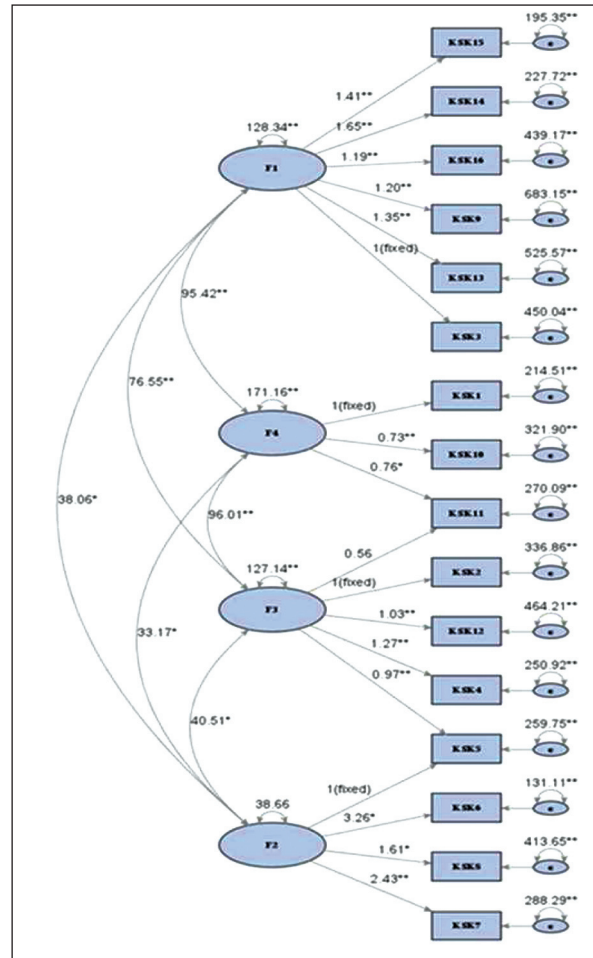 195.35**
KSK15
e
1.41**
227.72**
KSK14
e
128.34**
1.65**
F1
1.19**
439.17**
KSK16
e
1.20**
683.15**
KSK9
e
1.35**
525.57**
KSK13
e
1(fixed)
450.04**
KSK3
e
95.42**
76.55**
38.06*
171.16**
F4
1(fixed)
214.51**
KSK1
e
0.73**
321.90**
KSK10
e
0.76*
270.09**
KSK11
e
96.01**
0.56
127.14**
F3
1(fixed)
336.86**
KSK2
e
1.03**
464.21**
KSK12
e
1.27**
250.92**
KSK4
e
0.97**
259.75**
KSK5
e
33.17*
40.51*
38.66
F2
1(fixed)
131.11**
KSK6
e
3.26*
413.65**
KSK8
e
1.61*
288.29**
KSK7
e
2.43**